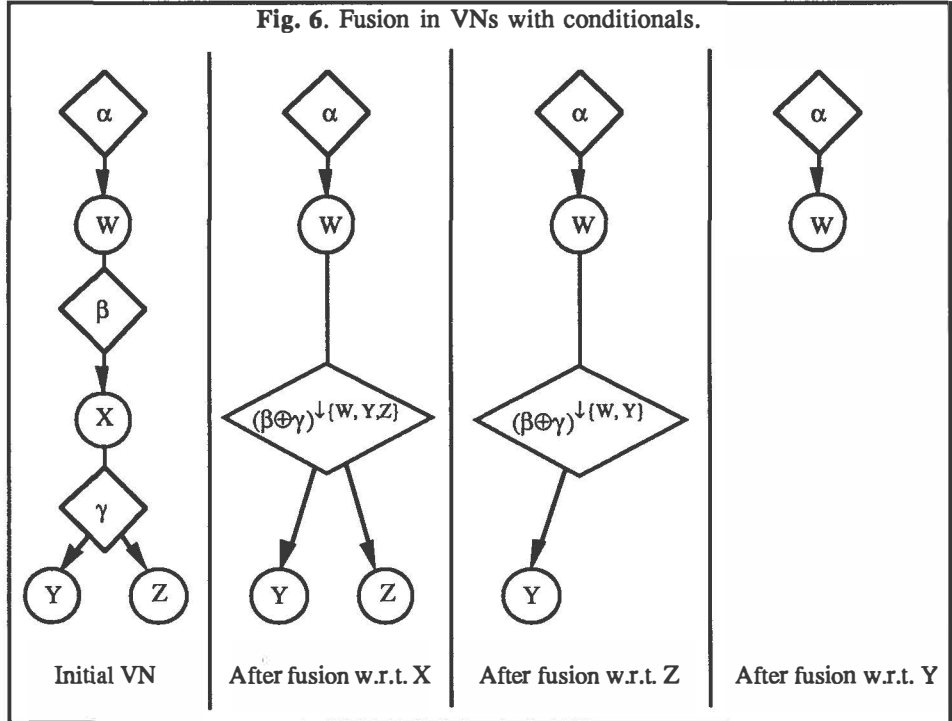 Fig. 6. Fusion in VNs with conditionals.
α
W
β
X
γ
Y
Z
Initial VN
α
W
(β⊕γ)↓{W, Y,Z}
Y
Z
After fusion w.r.t. X
α
W
(β⊕γ)↓{W, Y}
Y
After fusion w.r.t. Z
α
W
After fusion w.r.t. Y